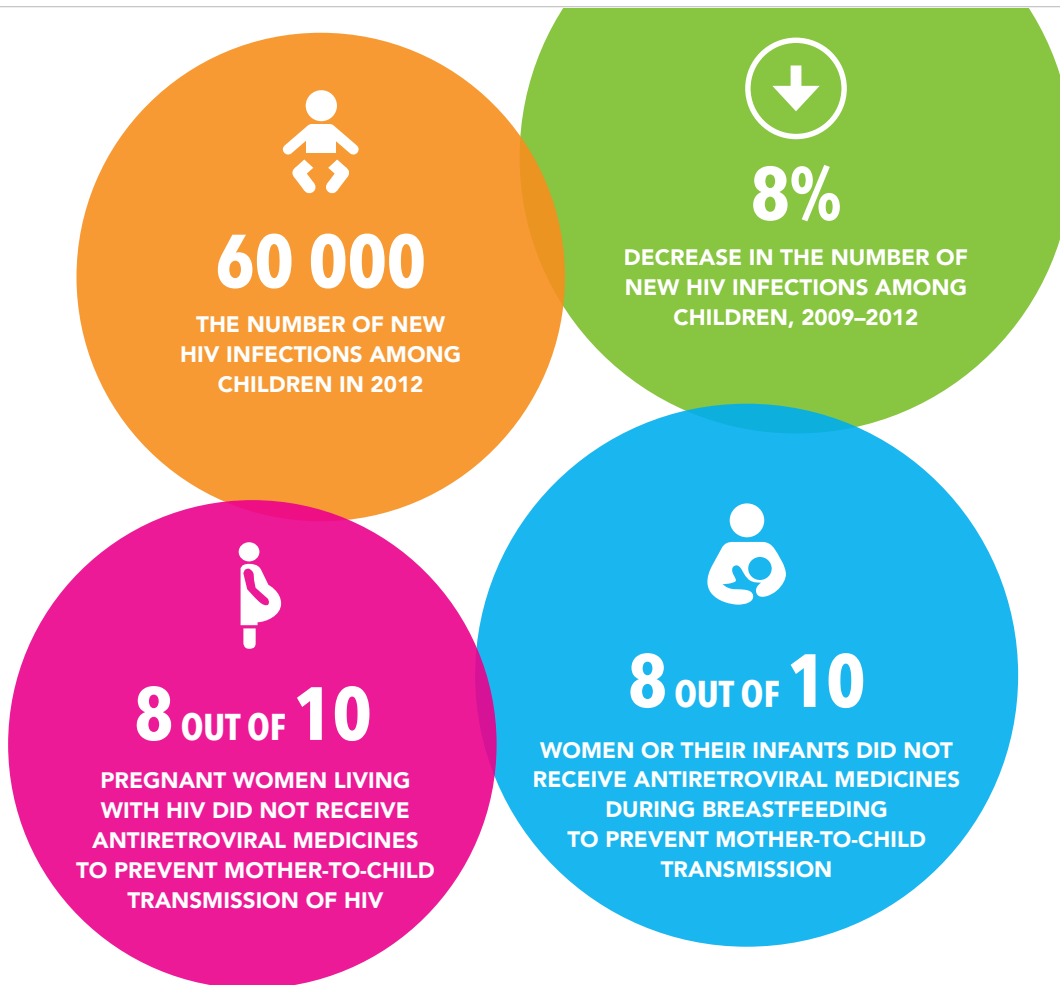 60 000
THE NUMBER OF NEW
HIV INFECTIONS AMONG
CHILDREN IN 2012
8%
DECREASE IN THE NUMBER OF
NEW HIV INFECTIONS AMONG
CHILDREN, 2009–2012
8 OUT OF 10
PREGNANT WOMEN LIVING
WITH HIV DID NOT RECEIVE
ANTIRETROVIRAL MEDICINES
TO PREVENT MOTHER-TO-CHILD
TRANSMISSION OF HIV
8 OUT OF 10
WOMEN OR THEIR INFANTS DID NOT
RECEIVE ANTIRETROVIRAL MEDICINES
DURING BREASTFEEDING
TO PREVENT MOTHER-TO-CHILD
TRANSMISSION